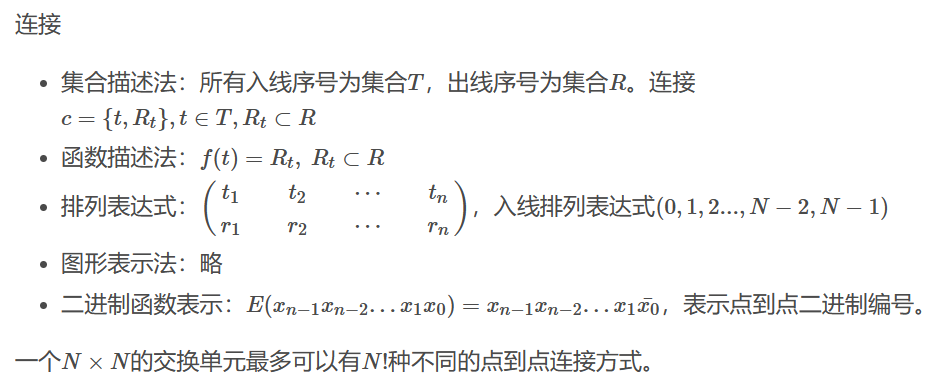 连接
• 集合描述法：所有入线序号为集合T，出线序号为集合R。连接
c = {t, R_t}, t ∈ T, R_t ⊂ R
• 函数描述法：f(t) = R_t, R_t ⊂ R
• 排列表达式：\begin{pmatrix} t_1 & t_2 & \cdots & t_n \\ r_1 & r_2 & \cdots & r_n \end{pmatrix}，入线排列表达式(0, 1, 2..., N − 2, N − 1)
• 图形表示法：略
• 二进制函数表示：E(x_{n−1}x_{n−2}...x_1x_0) = x_{n−1}x_{n−2}...x_1\bar{x_0}，表示点到点二进制编号。
一个N × N的交换单元最多可以有N!种不同的点到点连接方式。